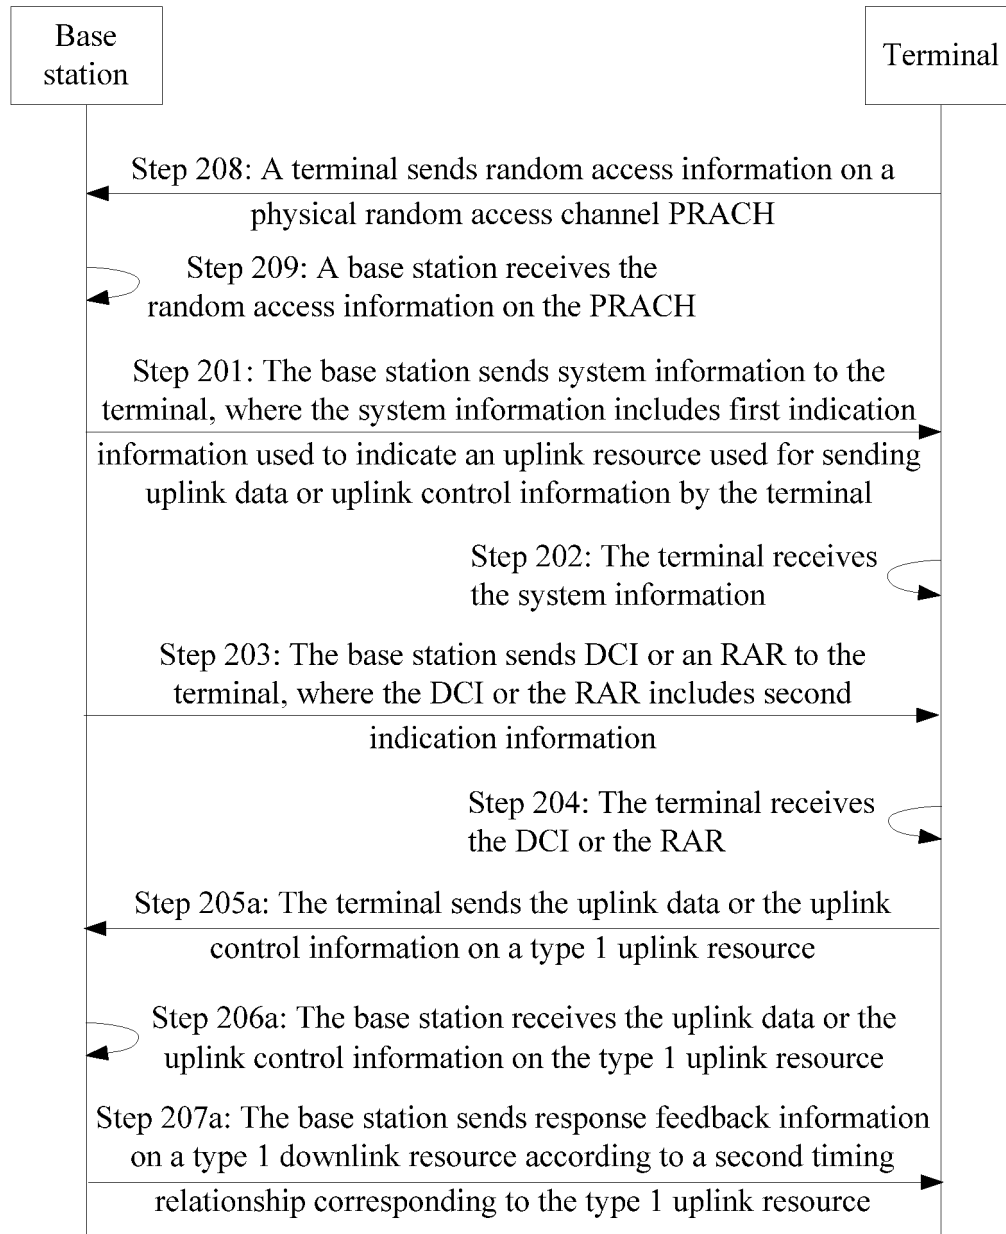 Base
station
Terminal
Step 208: A terminal sends random access information on a
physical random access channel PRACH
Step 209: A base station receives the
random access information on the PRACH
Step 201: The base station sends system information to the
terminal, where the system information includes first indication
information used to indicate an uplink resource used for sending
uplink data or uplink control information by the terminal
Step 202: The terminal receives
the system information
Step 203: The base station sends DCI or an RAR to the
terminal, where the DCI or the RAR includes second
indication information
Step 204: The terminal receives
the DCI or the RAR
Step 205a: The terminal sends the uplink data or the uplink
control information on a type 1 uplink resource
Step 206a: The base station receives the uplink data or the
uplink control information on the type 1 uplink resource
Step 207a: The base station sends response feedback information
on a type 1 downlink resource according to a second timing
relationship corresponding to the type 1 uplink resource